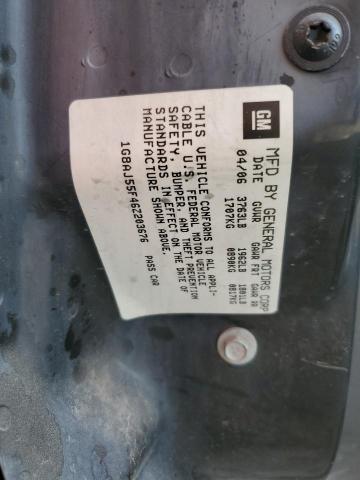 GM
MFD BY GENERAL MOTORS CORP
DATE GVWR GAWR FRT GAWR RR
04/06 3763LB 1962LB 1801LB
1707KG 0890KG 0817KG
THIS VEHICLE CONFORMS TO ALL APPLI-
CABLE U.S. FEDERAL MOTOR VEHICLE
SAFETY, BUMPER, AND THEFT PREVENTION
STANDARDS IN EFFECT ON THE DATE OF
MANUFACTURE SHOWN ABOVE.
1G8AJ55F46Z203576 PASS CAR